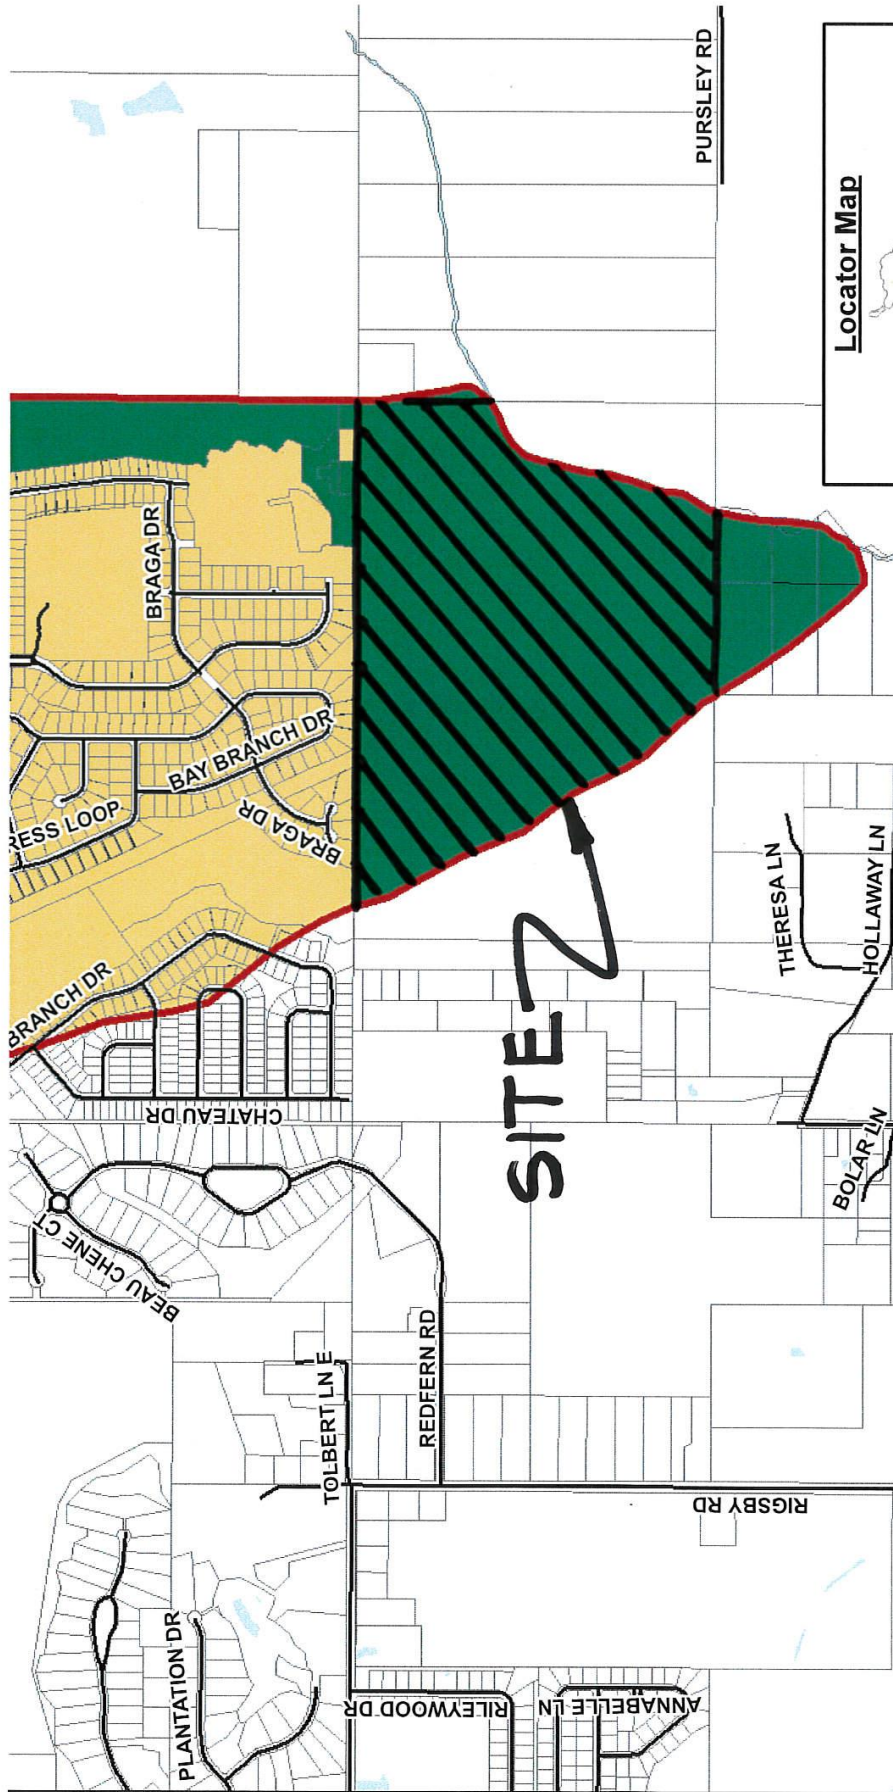 PURSLEY RD
Locator Map
BRAGA DR
BAY BRANCH DR
RESS LOOP
BRAGA DR
BRANCH DR
CHATEAU DR
SITE
THERESA LN
HOLLAWAY LN
BOLAR LN
BEAU CHENE CT
TOLBERT LN E
REDFERN RD
RIGSBY RD
PLANTATION DR
RILEYWOOD DR
ANNABELLE LN